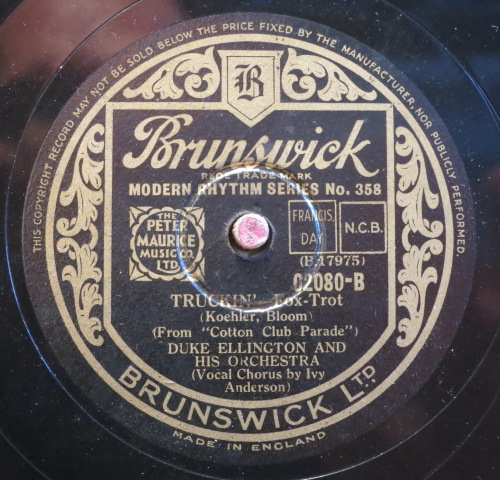 THIS COPYRIGHT RECORD MAY NOT BE SOLD BELOW THE PRICE FIXED BY THE MANUFACTURER, NOR PUBLICLY PERFORMED.
B
Brunswick
REGD TRADE MARK
MODERN RHYTHM SERIES No. 358
THE
PETER
MAURICE
MUSIC CO.
LTD.
FRANCIS,
DAY
N.C.B.
(B.17975)
02080-B
TRUCKIN' Fox-Trot
(Koehler, Bloom)
(From "Cotton Club Parade")
DUKE ELLINGTON AND
HIS ORCHESTRA
(Vocal Chorus by Ivy
Anderson)
BRUNSWICK LTD.
MADE IN ENGLAND